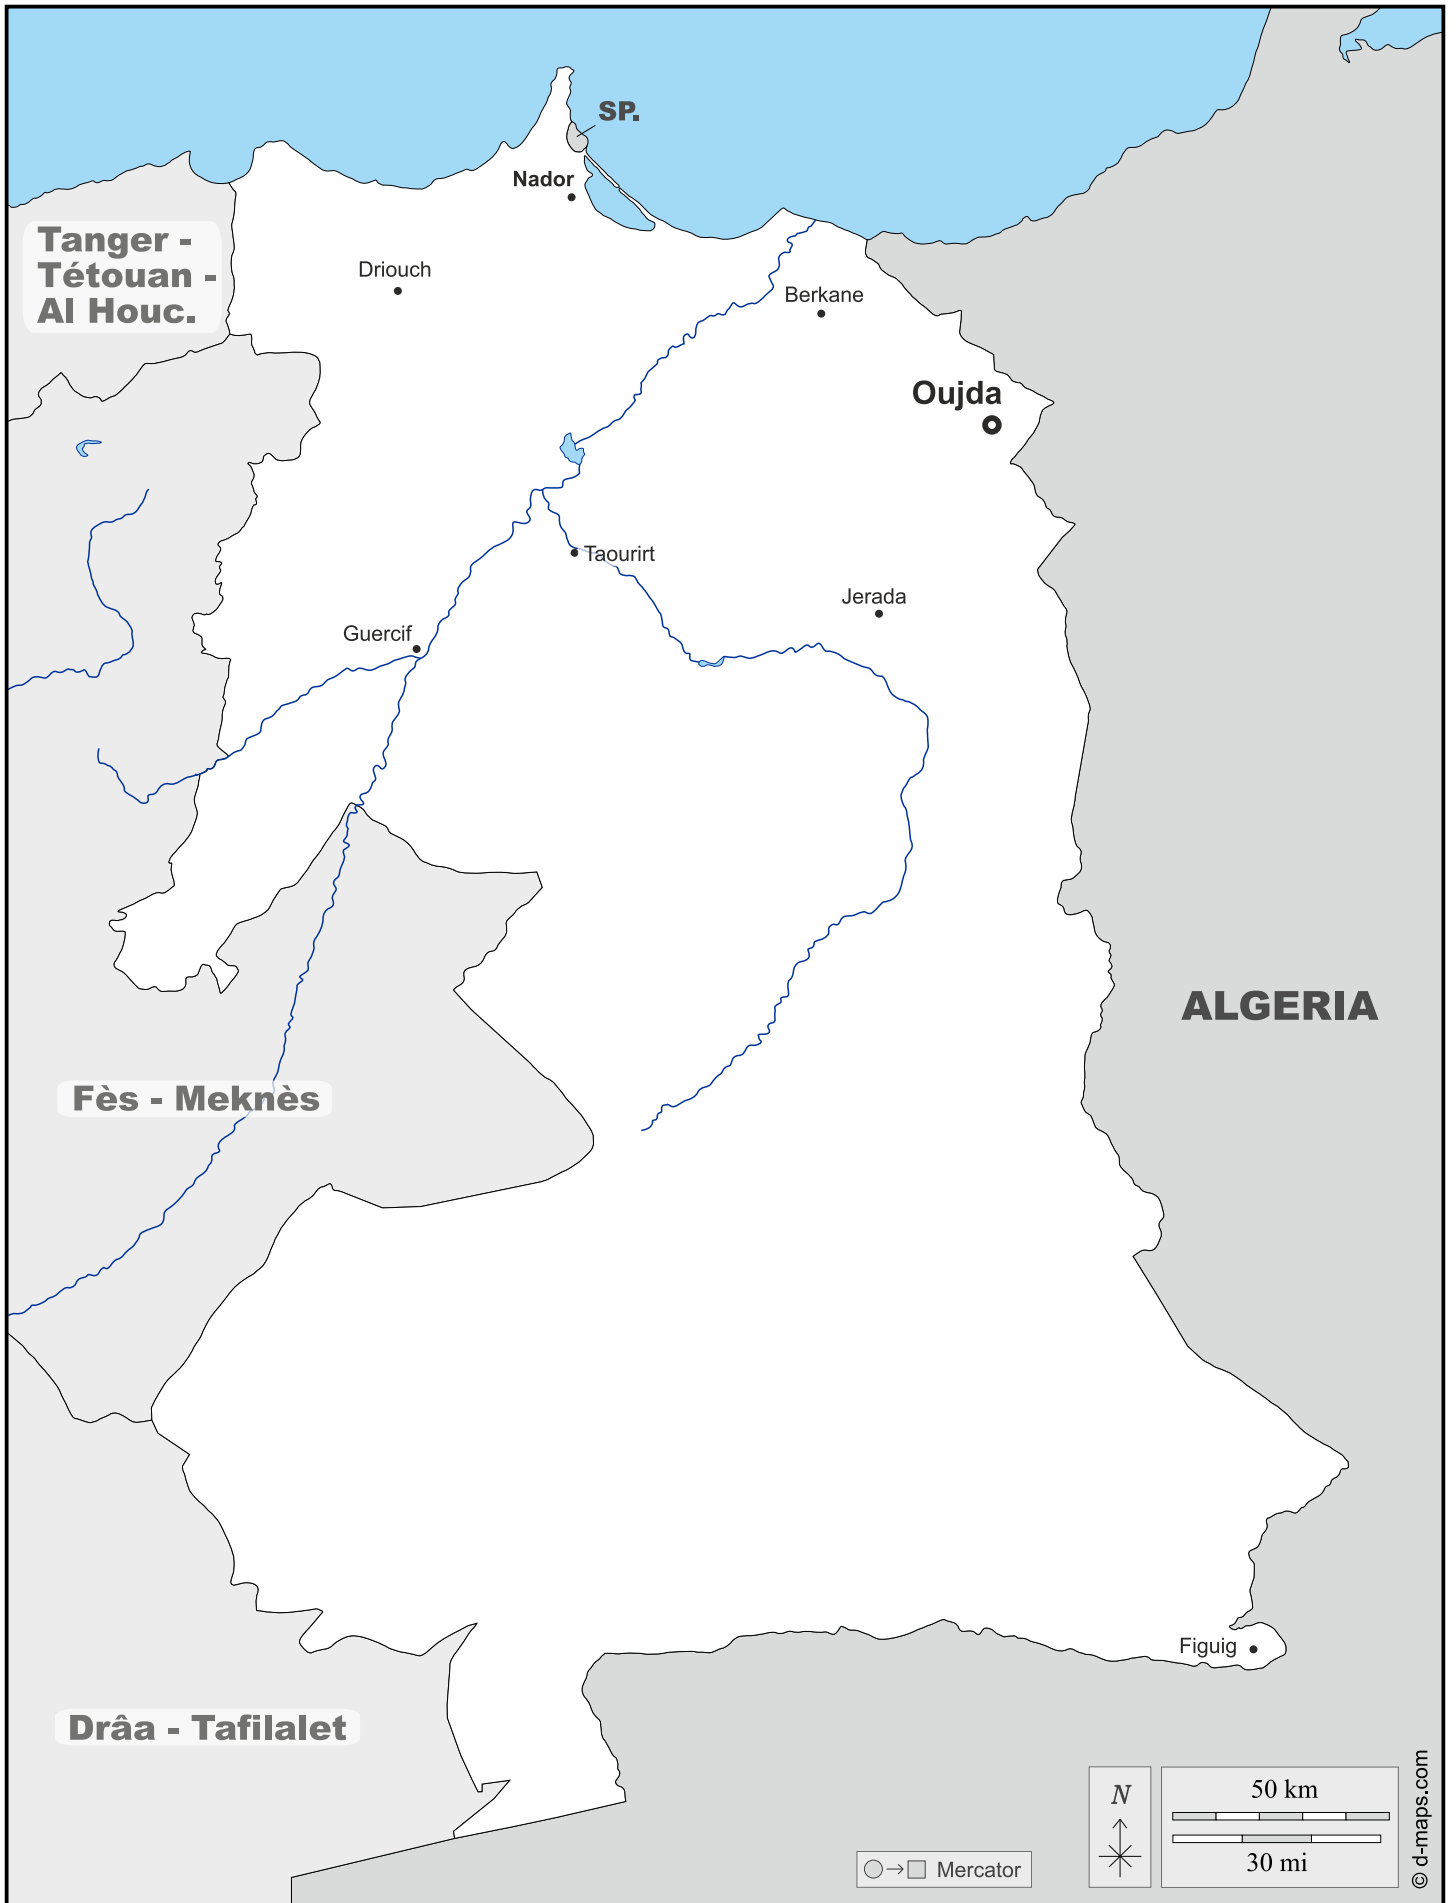 SP.
Nador
Tanger -
Tétouan -
Al Houc.
Driouch
Berkane
Oujda
Taourirt
Jerada
Guercif
ALGERIA
Fès - Meknès
Figuig
Drâa - Tafilalet
N
50 km
30 mi
Mercator
© d-maps.com